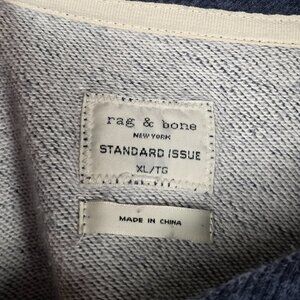 rag & bone
NEW YORK
STANDARD ISSUE
XL/TG
MADE IN CHINA